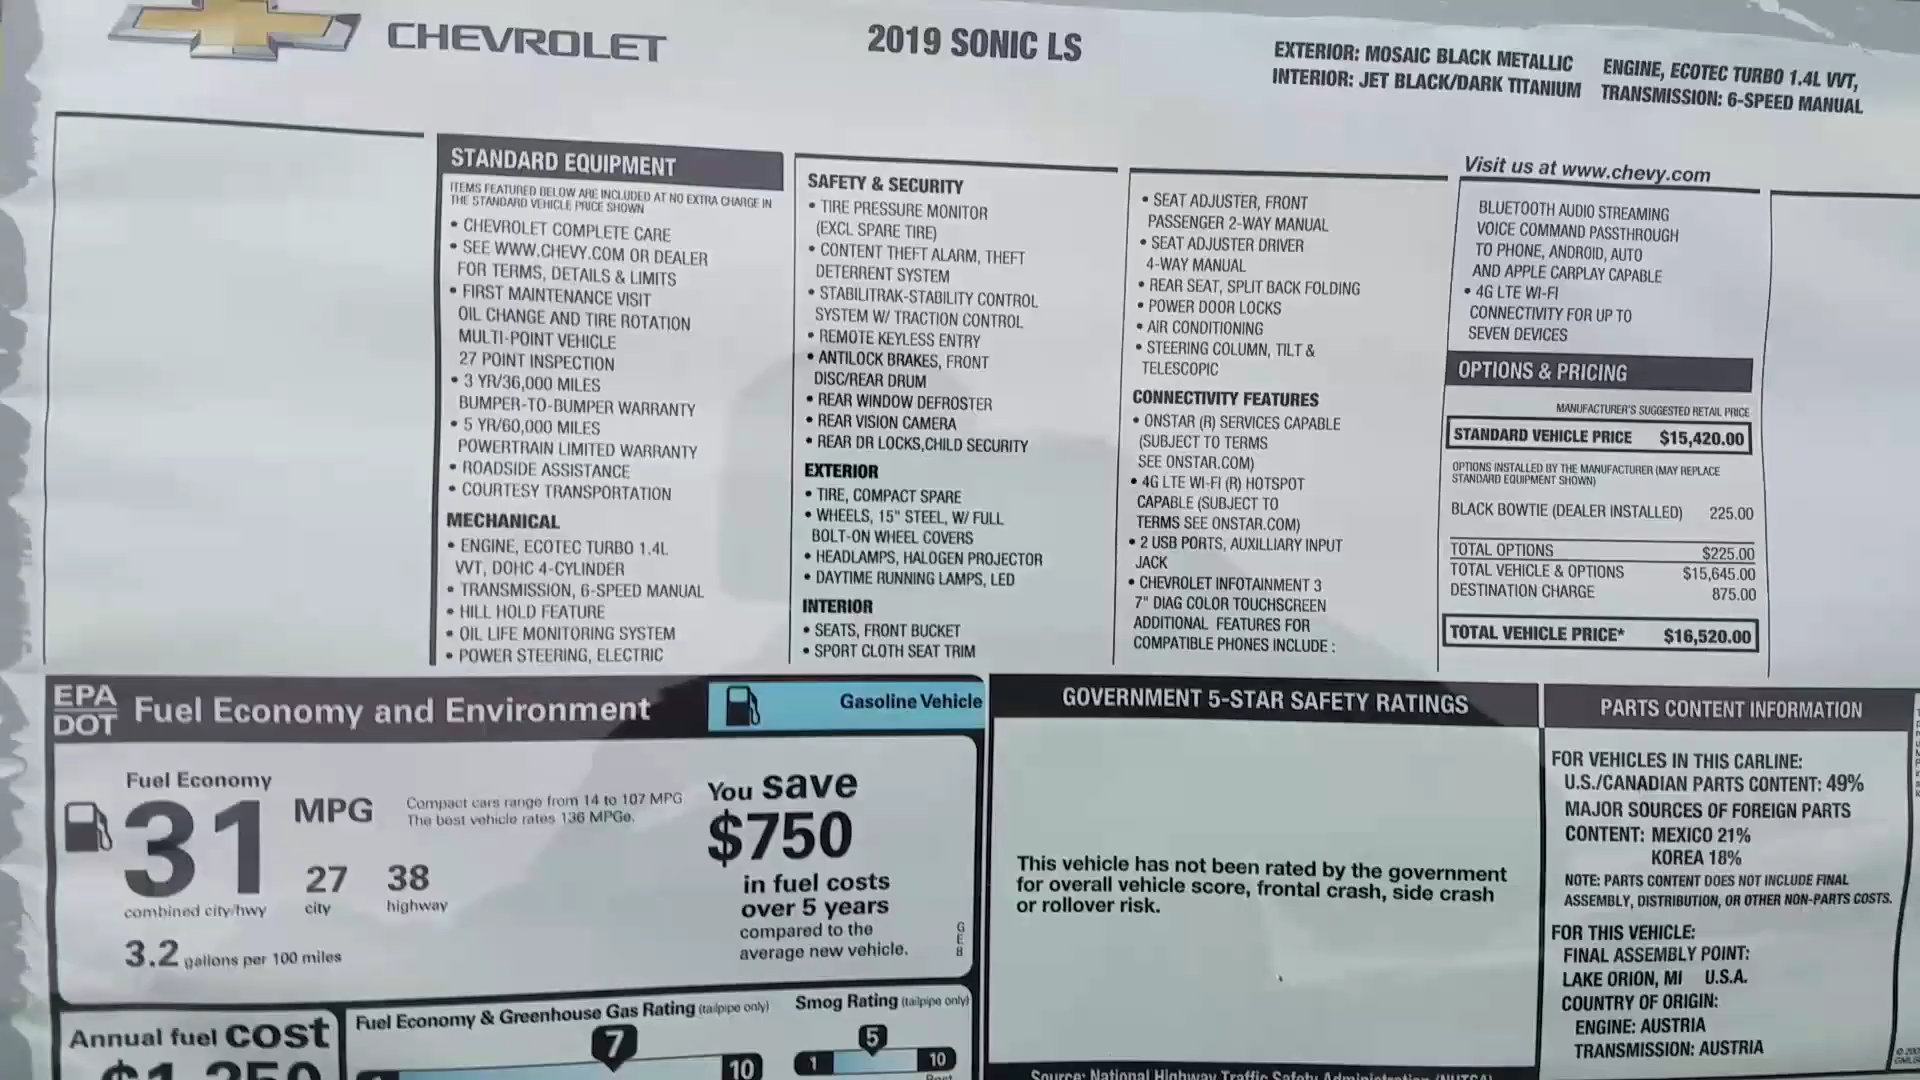 CHEVROLET
2019 SONIC LS
EXTERIOR: MOSAIC BLACK METALLIC
INTERIOR: JET BLACK/DARK TITANIUM
ENGINE, ECOTEC TURBO 1.4L VVT,
TRANSMISSION: 6-SPEED MANUAL
STANDARD EQUIPMENT
ITEMS FEATURED BELOW ARE INCLUDED AT NO EXTRA CHARGE IN
THE STANDARD VEHICLE PRICE SHOWN
• CHEVROLET COMPLETE CARE
• SEE WWW.CHEVY.COM OR DEALER
FOR TERMS, DETAILS & LIMITS
• FIRST MAINTENANCE VISIT
OIL CHANGE AND TIRE ROTATION
MULTI-POINT VEHICLE
27 POINT INSPECTION
• 3 YR/36,000 MILES
BUMPER-TO-BUMPER WARRANTY
• 5 YR/60,000 MILES
POWERTRAIN LIMITED WARRANTY
• ROADSIDE ASSISTANCE
• COURTESY TRANSPORTATION
MECHANICAL
• ENGINE, ECOTEC TURBO 1.4L
VVT, DOHC 4-CYLINDER
• TRANSMISSION, 6-SPEED MANUAL
• HILL HOLD FEATURE
• OIL LIFE MONITORING SYSTEM
• POWER STEERING, ELECTRIC
SAFETY & SECURITY
• TIRE PRESSURE MONITOR
(EXCL SPARE TIRE)
• CONTENT THEFT ALARM, THEFT
DETERRENT SYSTEM
• STABILITRAK-STABILITY CONTROL
SYSTEM W/ TRACTION CONTROL
• REMOTE KEYLESS ENTRY
• ANTILOCK BRAKES, FRONT
DISC/REAR DRUM
• REAR WINDOW DEFROSTER
• REAR VISION CAMERA
• REAR DR LOCKS,CHILD SECURITY
EXTERIOR
• TIRE, COMPACT SPARE
• WHEELS, 15" STEEL, W/ FULL
BOLT-ON WHEEL COVERS
• HEADLAMPS, HALOGEN PROJECTOR
• DAYTIME RUNNING LAMPS, LED
INTERIOR
• SEATS, FRONT BUCKET
• SPORT CLOTH SEAT TRIM
• SEAT ADJUSTER, FRONT
PASSENGER 2-WAY MANUAL
• SEAT ADJUSTER DRIVER
4-WAY MANUAL
• REAR SEAT, SPLIT BACK FOLDING
• POWER DOOR LOCKS
• AIR CONDITIONING
• STEERING COLUMN, TILT &
TELESCOPIC
CONNECTIVITY FEATURES
• ONSTAR (R) SERVICES CAPABLE
(SUBJECT TO TERMS
SEE ONSTAR.COM)
• 4G LTE WI-FI (R) HOTSPOT
CAPABLE (SUBJECT TO
TERMS SEE ONSTAR.COM)
• 2 USB PORTS, AUXILLIARY INPUT
JACK
• CHEVROLET INFOTAINMENT 3
7" DIAG COLOR TOUCHSCREEN
ADDITIONAL FEATURES FOR
COMPATIBLE PHONES INCLUDE :
Visit us at www.chevy.com
BLUETOOTH AUDIO STREAMING
VOICE COMMAND PASSTHROUGH
TO PHONE, ANDROID, AUTO
AND APPLE CARPLAY CAPABLE
• 4G LTE WI-FI
CONNECTIVITY FOR UP TO
SEVEN DEVICES
OPTIONS & PRICING
MANUFACTURER'S SUGGESTED RETAIL PRICE
STANDARD VEHICLE PRICE $15,420.00
OPTIONS INSTALLED BY THE MANUFACTURER (MAY REPLACE
STANDARD EQUIPMENT SHOWN)
BLACK BOWTIE (DEALER INSTALLED) 225.00
TOTAL OPTIONS $225.00
TOTAL VEHICLE & OPTIONS $15,645.00
DESTINATION CHARGE 875.00
TOTAL VEHICLE PRICE* $16,520.00
EPA
DOT
Fuel Economy and Environment
Gasoline Vehicle
Fuel Economy
31 MPG
combined city/hwy
27
city
38
highway
Compact cars range from 14 to 107 MPG
The best vehicle rates 136 MPGe.
3.2 gallons per 100 miles
You save
$750
in fuel costs
over 5 years
compared to the
average new vehicle.
GE8
Annual fuel cost
$1,250
Fuel Economy & Greenhouse Gas Rating (tailpipe only)
7
10
Smog Rating (tailpipe only)
5
1
10
GOVERNMENT 5-STAR SAFETY RATINGS
This vehicle has not been rated by the government
for overall vehicle score, frontal crash, side crash
or rollover risk.
Source: National Highway Traffic Safety Administration (NHTSA)
PARTS CONTENT INFORMATION
FOR VEHICLES IN THIS CARLINE:
U.S./CANADIAN PARTS CONTENT: 49%
MAJOR SOURCES OF FOREIGN PARTS
CONTENT: MEXICO 21%
KOREA 18%
NOTE: PARTS CONTENT DOES NOT INCLUDE FINAL
ASSEMBLY, DISTRIBUTION, OR OTHER NON-PARTS COSTS.
FOR THIS VEHICLE:
FINAL ASSEMBLY POINT:
LAKE ORION, MI U.S.A.
COUNTRY OF ORIGIN:
ENGINE: AUSTRIA
TRANSMISSION: AUSTRIA